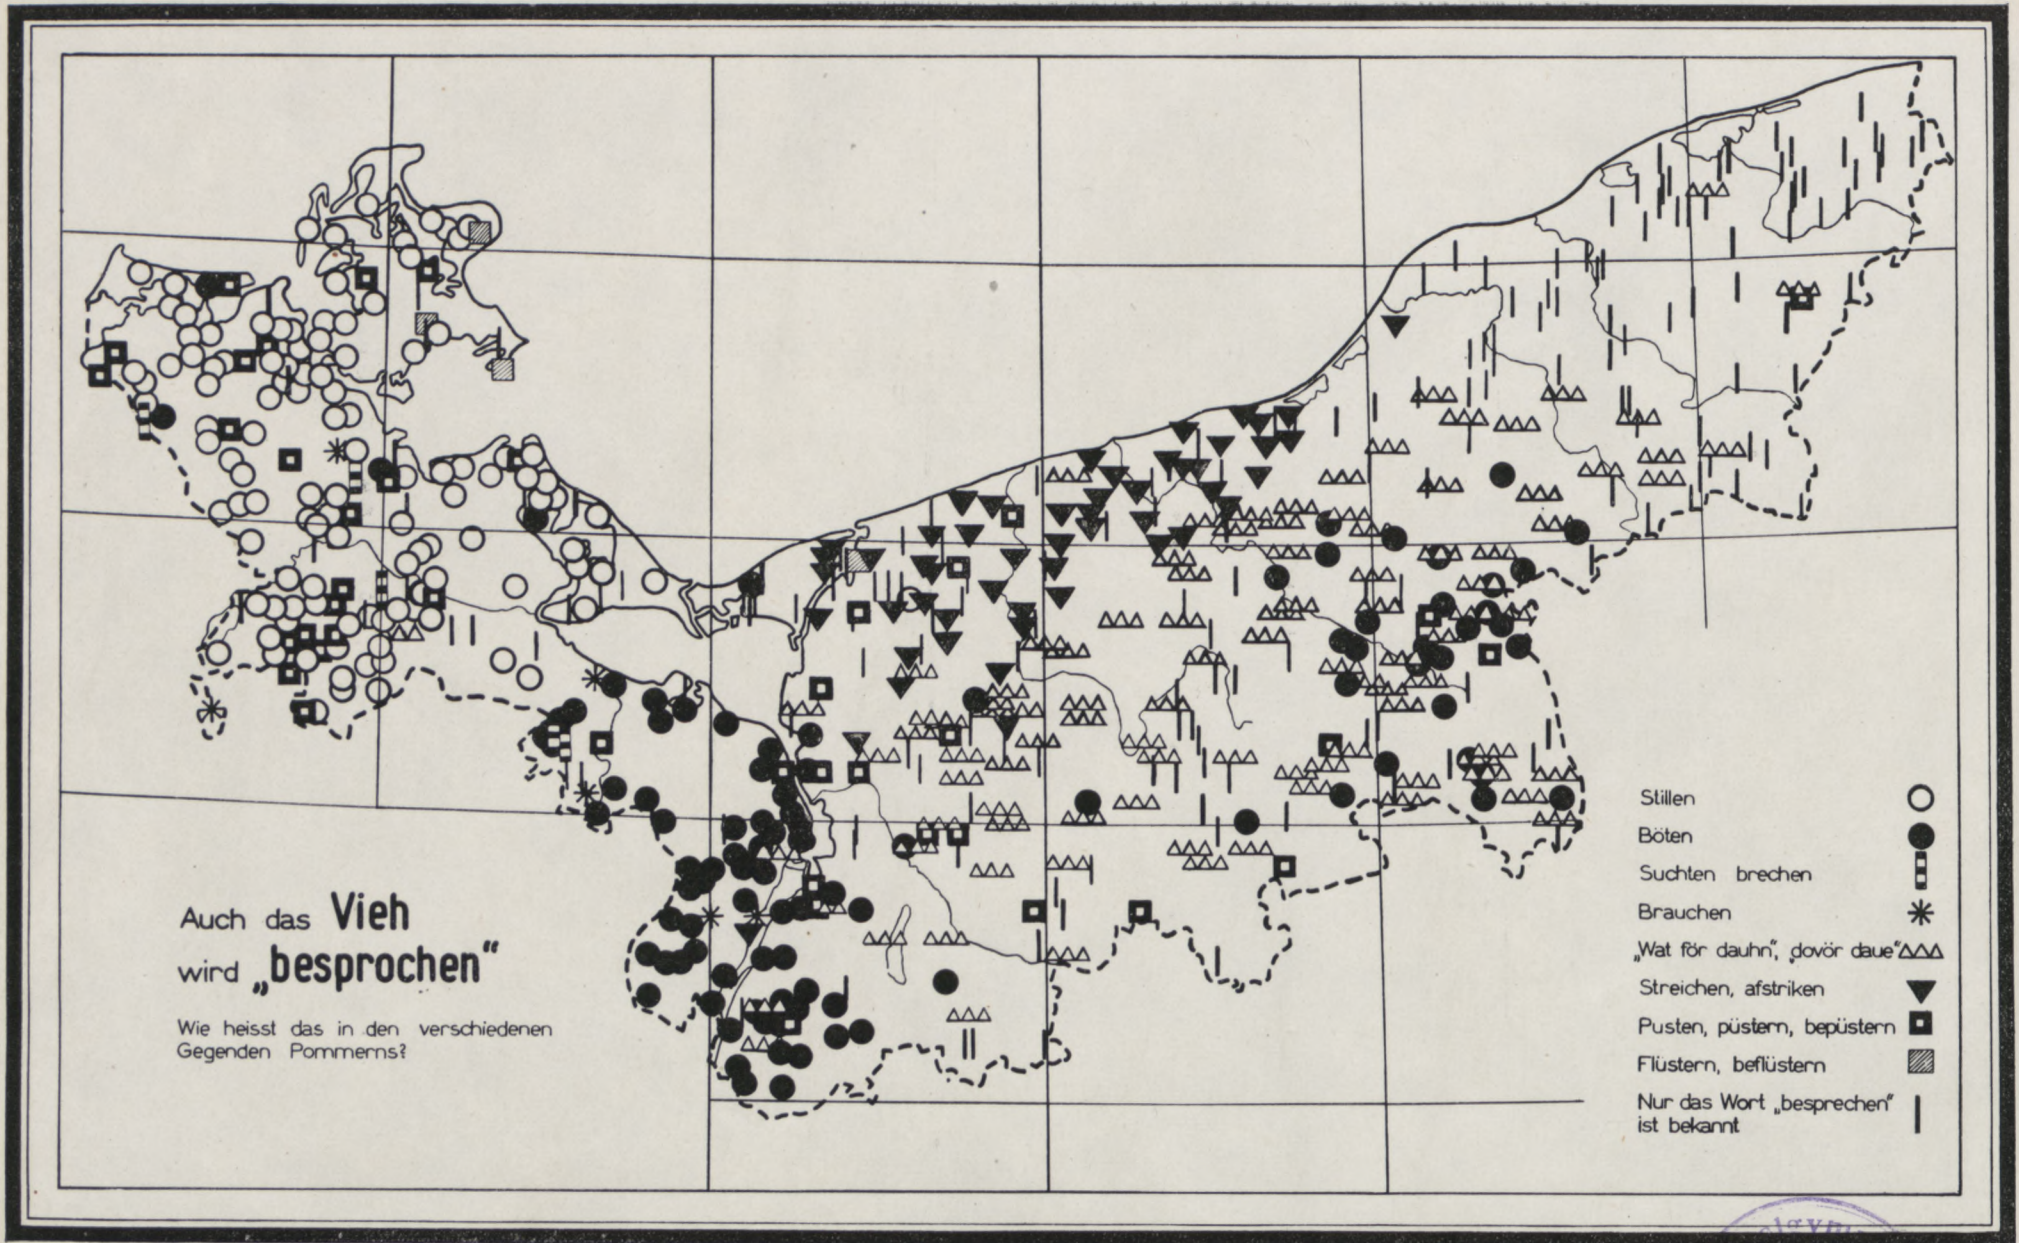 Auch das Vieh
wird „besprochen“
Wie heisst das in den verschiedenen
Gegenden Pommerns?
Stillen
Böten
Suchten brechen
Brauchen
„Wat för dauhn“, dovör daue“
Streichen, afstriken
Pusten, püstern, bepüstern
Flüstern, beflüstern
Nur das Wort „besprechen“
ist bekannt